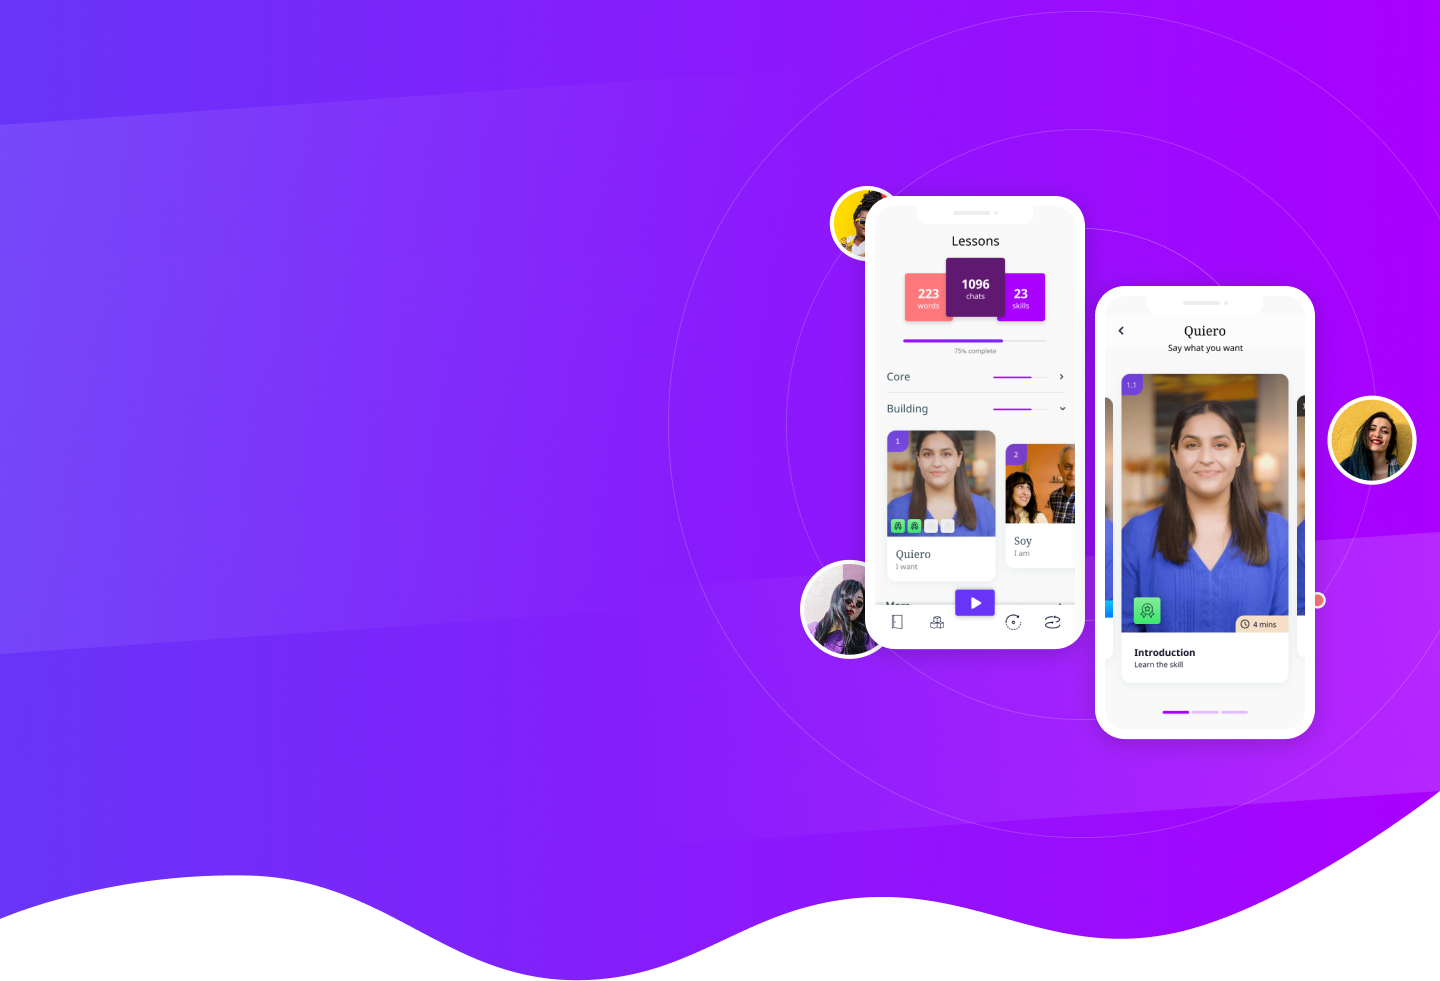 Lessons
223
words
1096
chats
23
skills
75% complete
Core
Building
1
2
Quiero
I want
Soy
I am
More
Quiero
Say what you want
1.1
4 mins
Introduction
Learn the skill